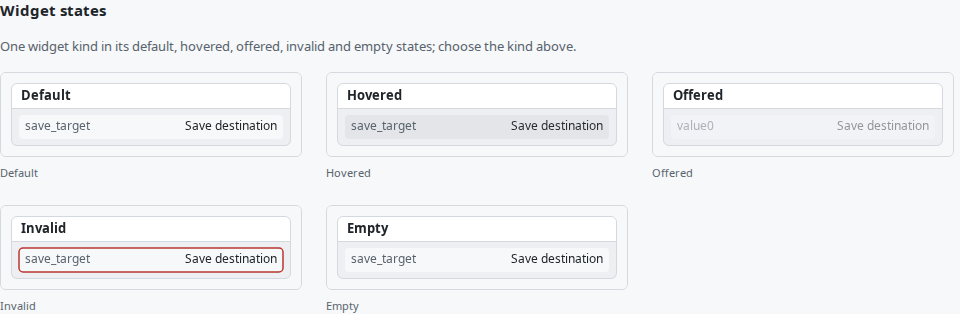 Widget states
One widget kind in its default, hovered, offered, invalid and empty states; choose the kind above.
Default
save_target Save destination
Default
Hovered
save_target Save destination
Hovered
Offered
value0 Save destination
Offered
Invalid
save_target Save destination
Invalid
Empty
save_target Save destination
Empty